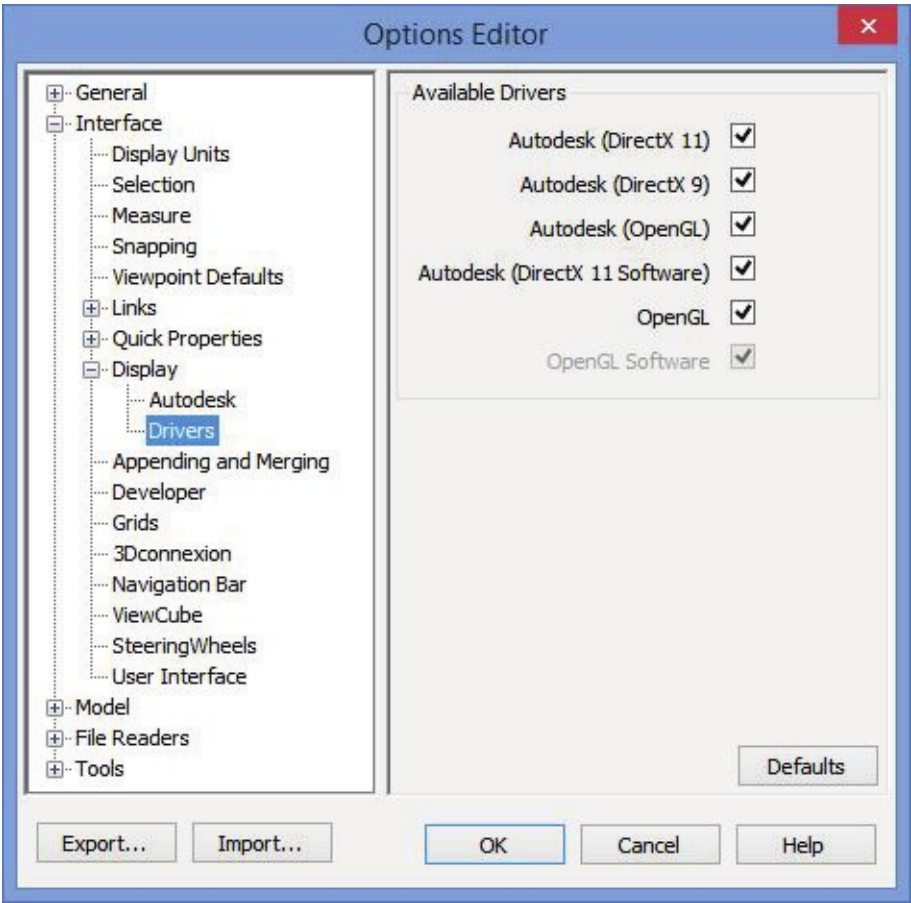 Options Editor
General
Interface
Display Units
Selection
Measure
Snapping
Viewpoint Defaults
Links
Quick Properties
Display
Autodesk
Drivers
Appending and Merging
Developer
Grids
3Dconnexion
Navigation Bar
ViewCube
SteeringWheels
User Interface
Model
File Readers
Tools
Available Drivers
Autodesk (DirectX 11)
Autodesk (DirectX 9)
Autodesk (OpenGL)
Autodesk (DirectX 11 Software)
OpenGL
OpenGL Software
Defaults
Export... Import... OK Cancel Help